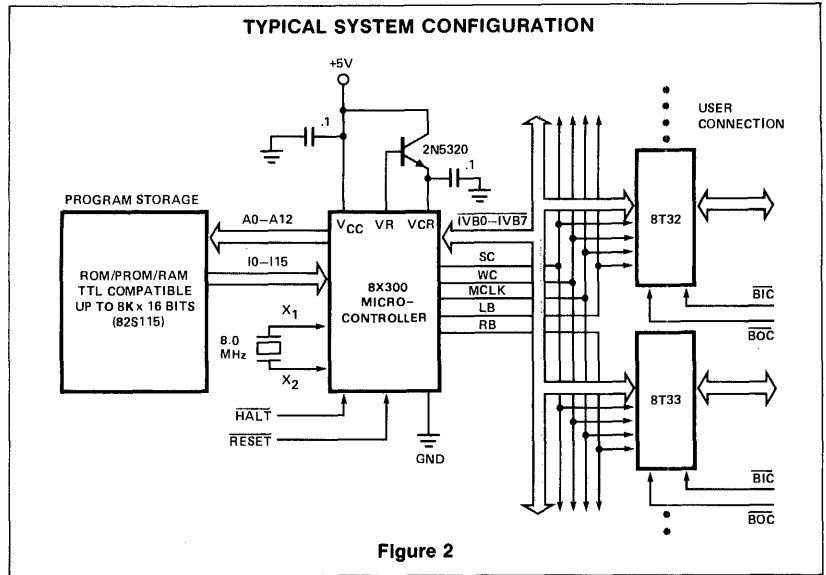 TYPICAL SYSTEM CONFIGURATION
+5V
.1
2N5320
.1
USER
CONNECTION
PROGRAM STORAGE
ROM/PROM/RAM
TTL COMPATIBLE
UP TO 8K x 16 BITS
(82S115)
A0–A12
I0–I15
X1
8.0
MHz
X2
HALT
RESET
VCC
VR
VCR
8X300
MICRO-
CONTROLLER
GND
IVB0–IVB7
SC
WC
MCLK
LB
RB
8T32
BIC
BOC
8T33
BIC
BOC
Figure 2